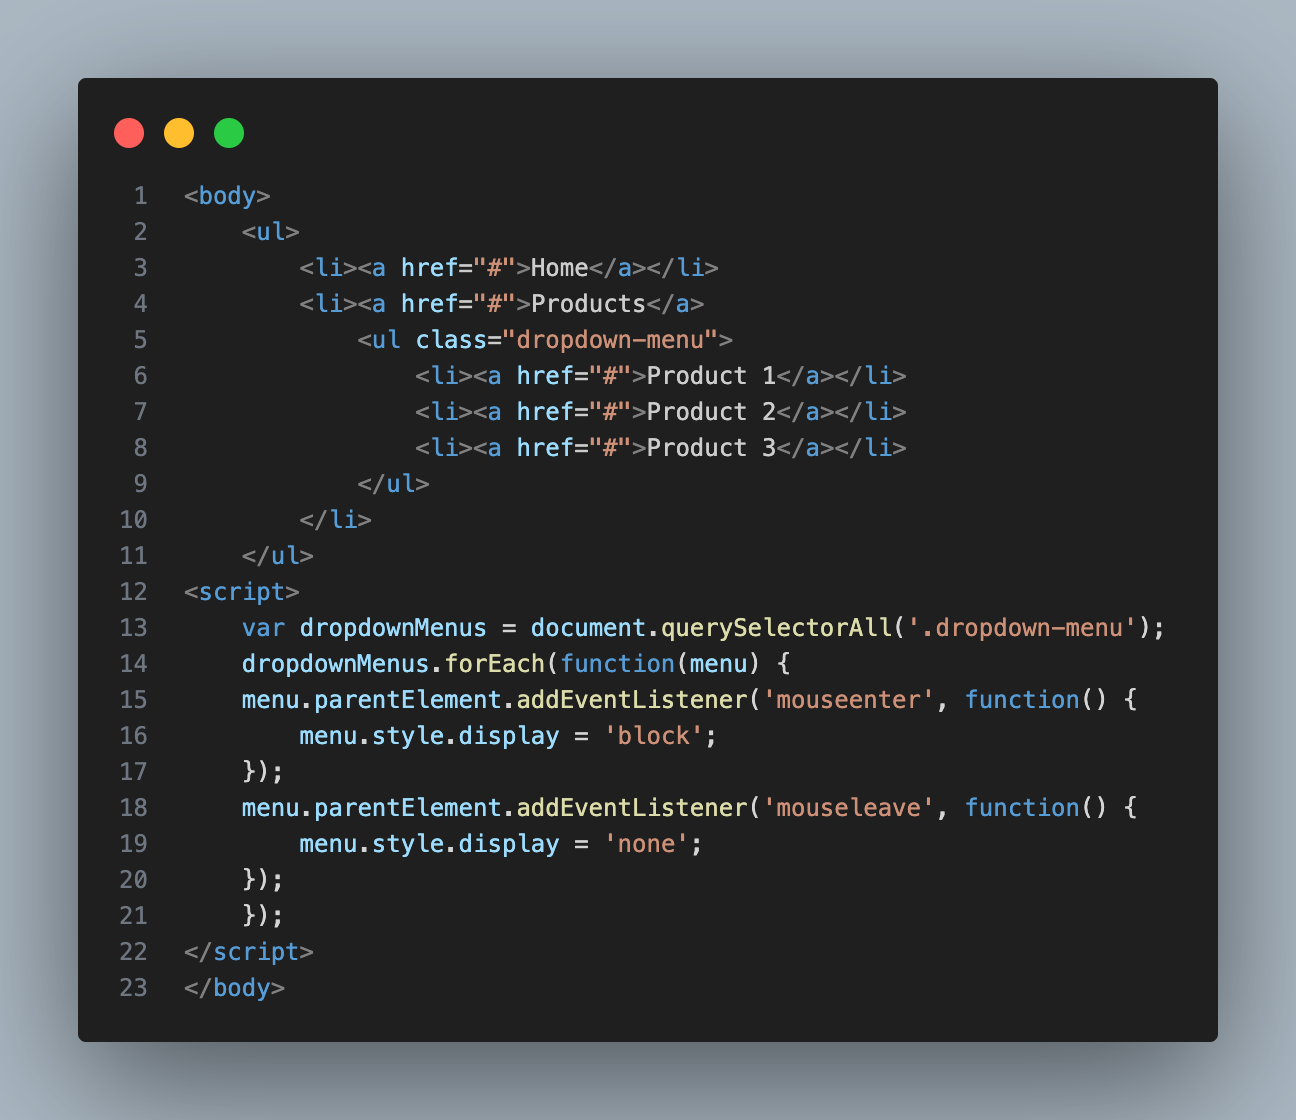 1 <body>
2     <ul>
3         <li><a href="#">Home</a></li>
4         <li><a href="#">Products</a>
5             <ul class="dropdown-menu">
6                 <li><a href="#">Product 1</a></li>
7                 <li><a href="#">Product 2</a></li>
8                 <li><a href="#">Product 3</a></li>
9             </ul>
10         </li>
11     </ul>
12 <script>
13     var dropdownMenus = document.querySelectorAll('.dropdown-menu');
14     dropdownMenus.forEach(function(menu) {
15     menu.parentElement.addEventListener('mouseenter', function() {
16         menu.style.display = 'block';
17     });
18     menu.parentElement.addEventListener('mouseleave', function() {
19         menu.style.display = 'none';
20     });
21     });
22 </script>
23 </body>